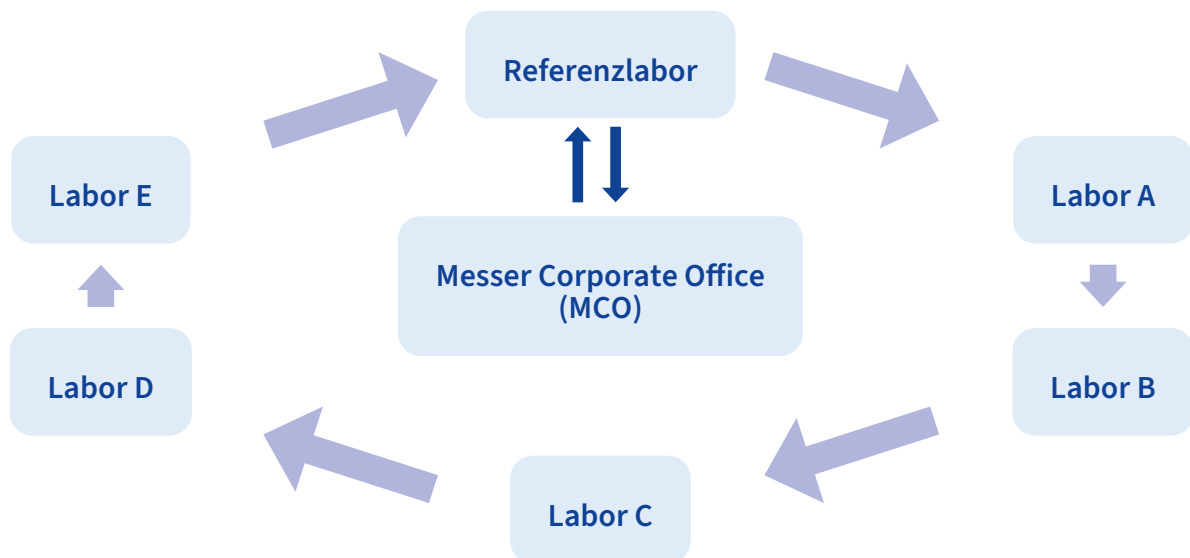 Referenzlabor
Labor E
Labor A
Messer Corporate Office
(MCO)
Labor D
Labor B
Labor C